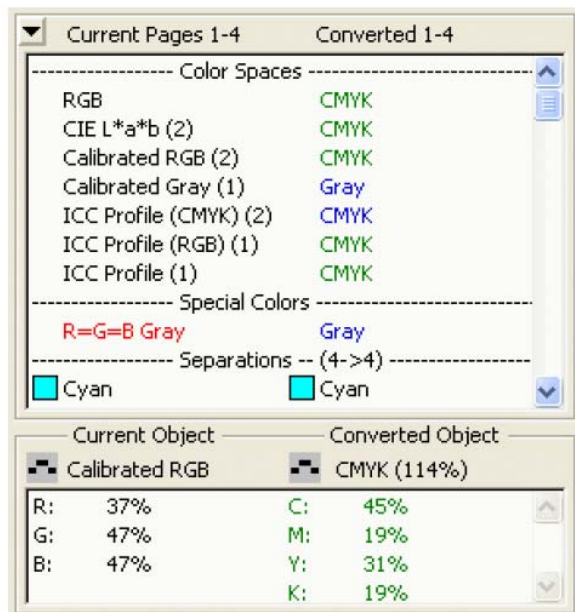 Current Pages 1-4 Converted 1-4
----------------- Color Spaces -----------------
RGB CMYK
CIE L*a*b (2) CMYK
Calibrated RGB (2) CMYK
Calibrated Gray (1) Gray
ICC Profile (CMYK) (2) CMYK
ICC Profile (RGB) (1) CMYK
ICC Profile (1) CMYK
----------------- Special Colors -----------------
R=G=B Gray Gray
----------------- Separations -- (4->4) -----------------
Cyan Cyan
Current Object Converted Object
Calibrated RGB CMYK (114%)
R: 37% C: 45%
G: 47% M: 19%
B: 47% Y: 31%
K: 19%